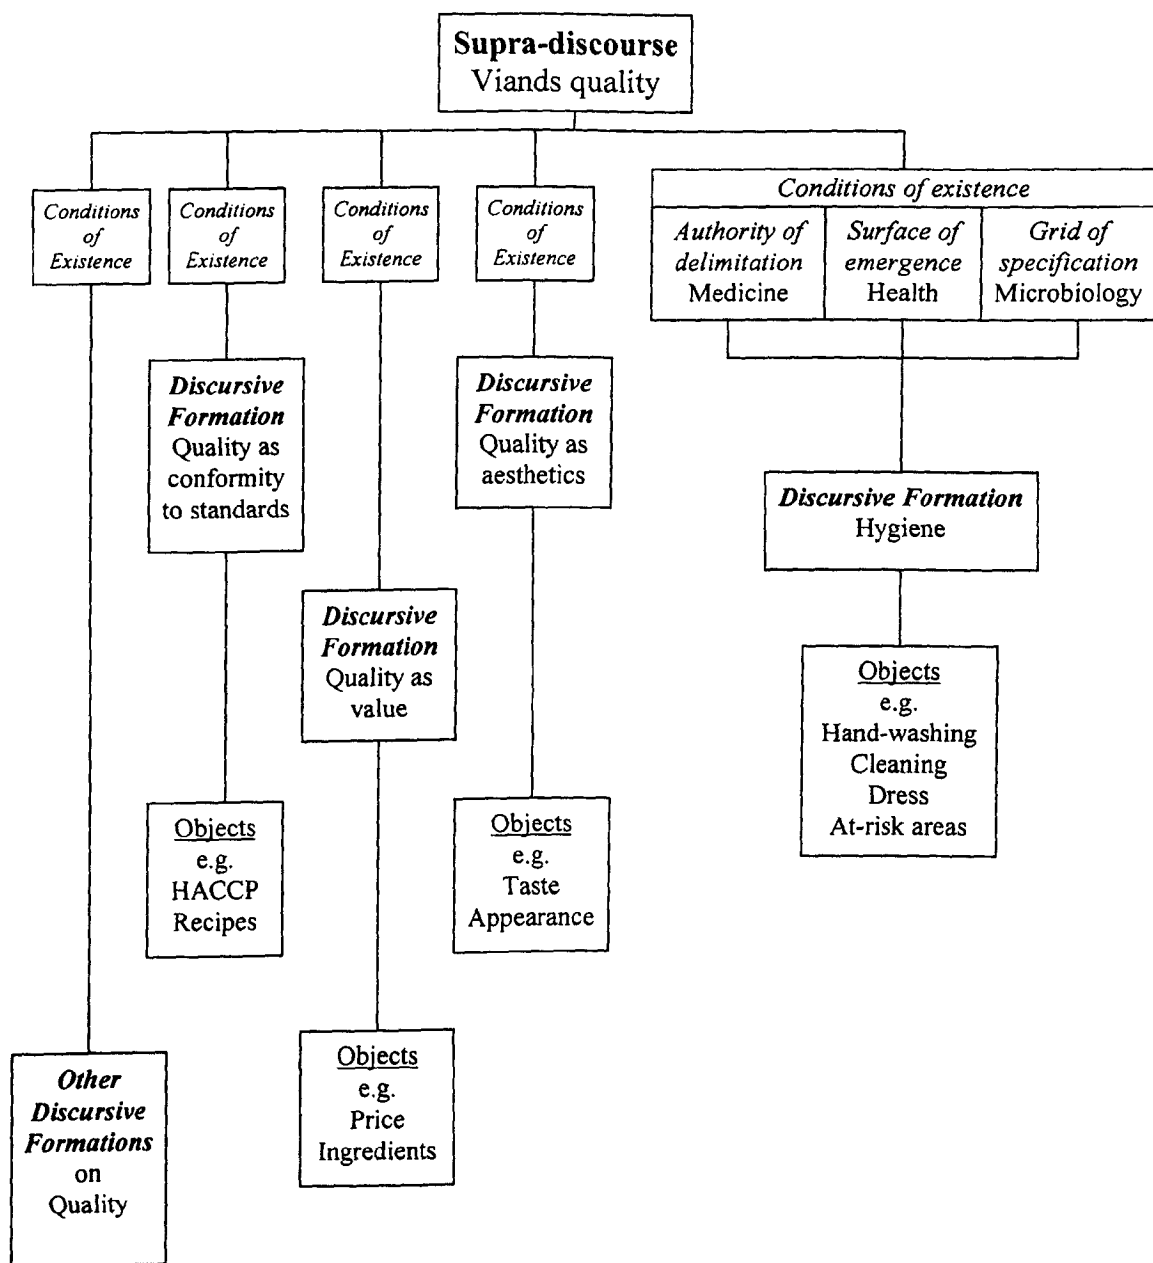 Supra-discourse
Viands quality
Conditions
of
Existence
Conditions
of
Existence
Conditions
of
Existence
Conditions
of
Existence
Conditions of existence
Authority of
delimitation
Medicine
Surface of
emergence
Health
Grid of
specification
Microbiology
Discursive
Formation
Quality as
conformity
to standards
Discursive
Formation
Quality as
aesthetics
Discursive Formation
Hygiene
Discursive
Formation
Quality as
value
Objects
e.g.
Hand-washing
Cleaning
Dress
At-risk areas
Objects
e.g.
HACCP
Recipes
Objects
e.g.
Taste
Appearance
Objects
e.g.
Price
Ingredients
Other
Discursive
Formations
on
Quality